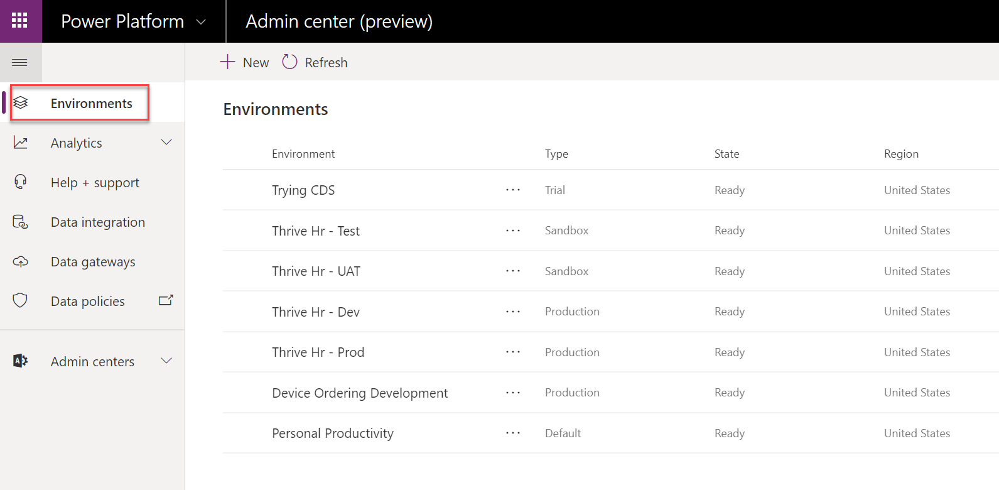 Power Platform
Admin center (preview)
New
Refresh
Environments
Analytics
Help + support
Data integration
Data gateways
Data policies
Admin centers
Environments
Environment Type State Region
Trying CDS ··· Trial Ready United States
Thrive Hr - Test ··· Sandbox Ready United States
Thrive Hr - UAT ··· Sandbox Ready United States
Thrive Hr - Dev ··· Production Ready United States
Thrive Hr - Prod ··· Production Ready United States
Device Ordering Development ··· Production Ready United States
Personal Productivity ··· Default Ready United States